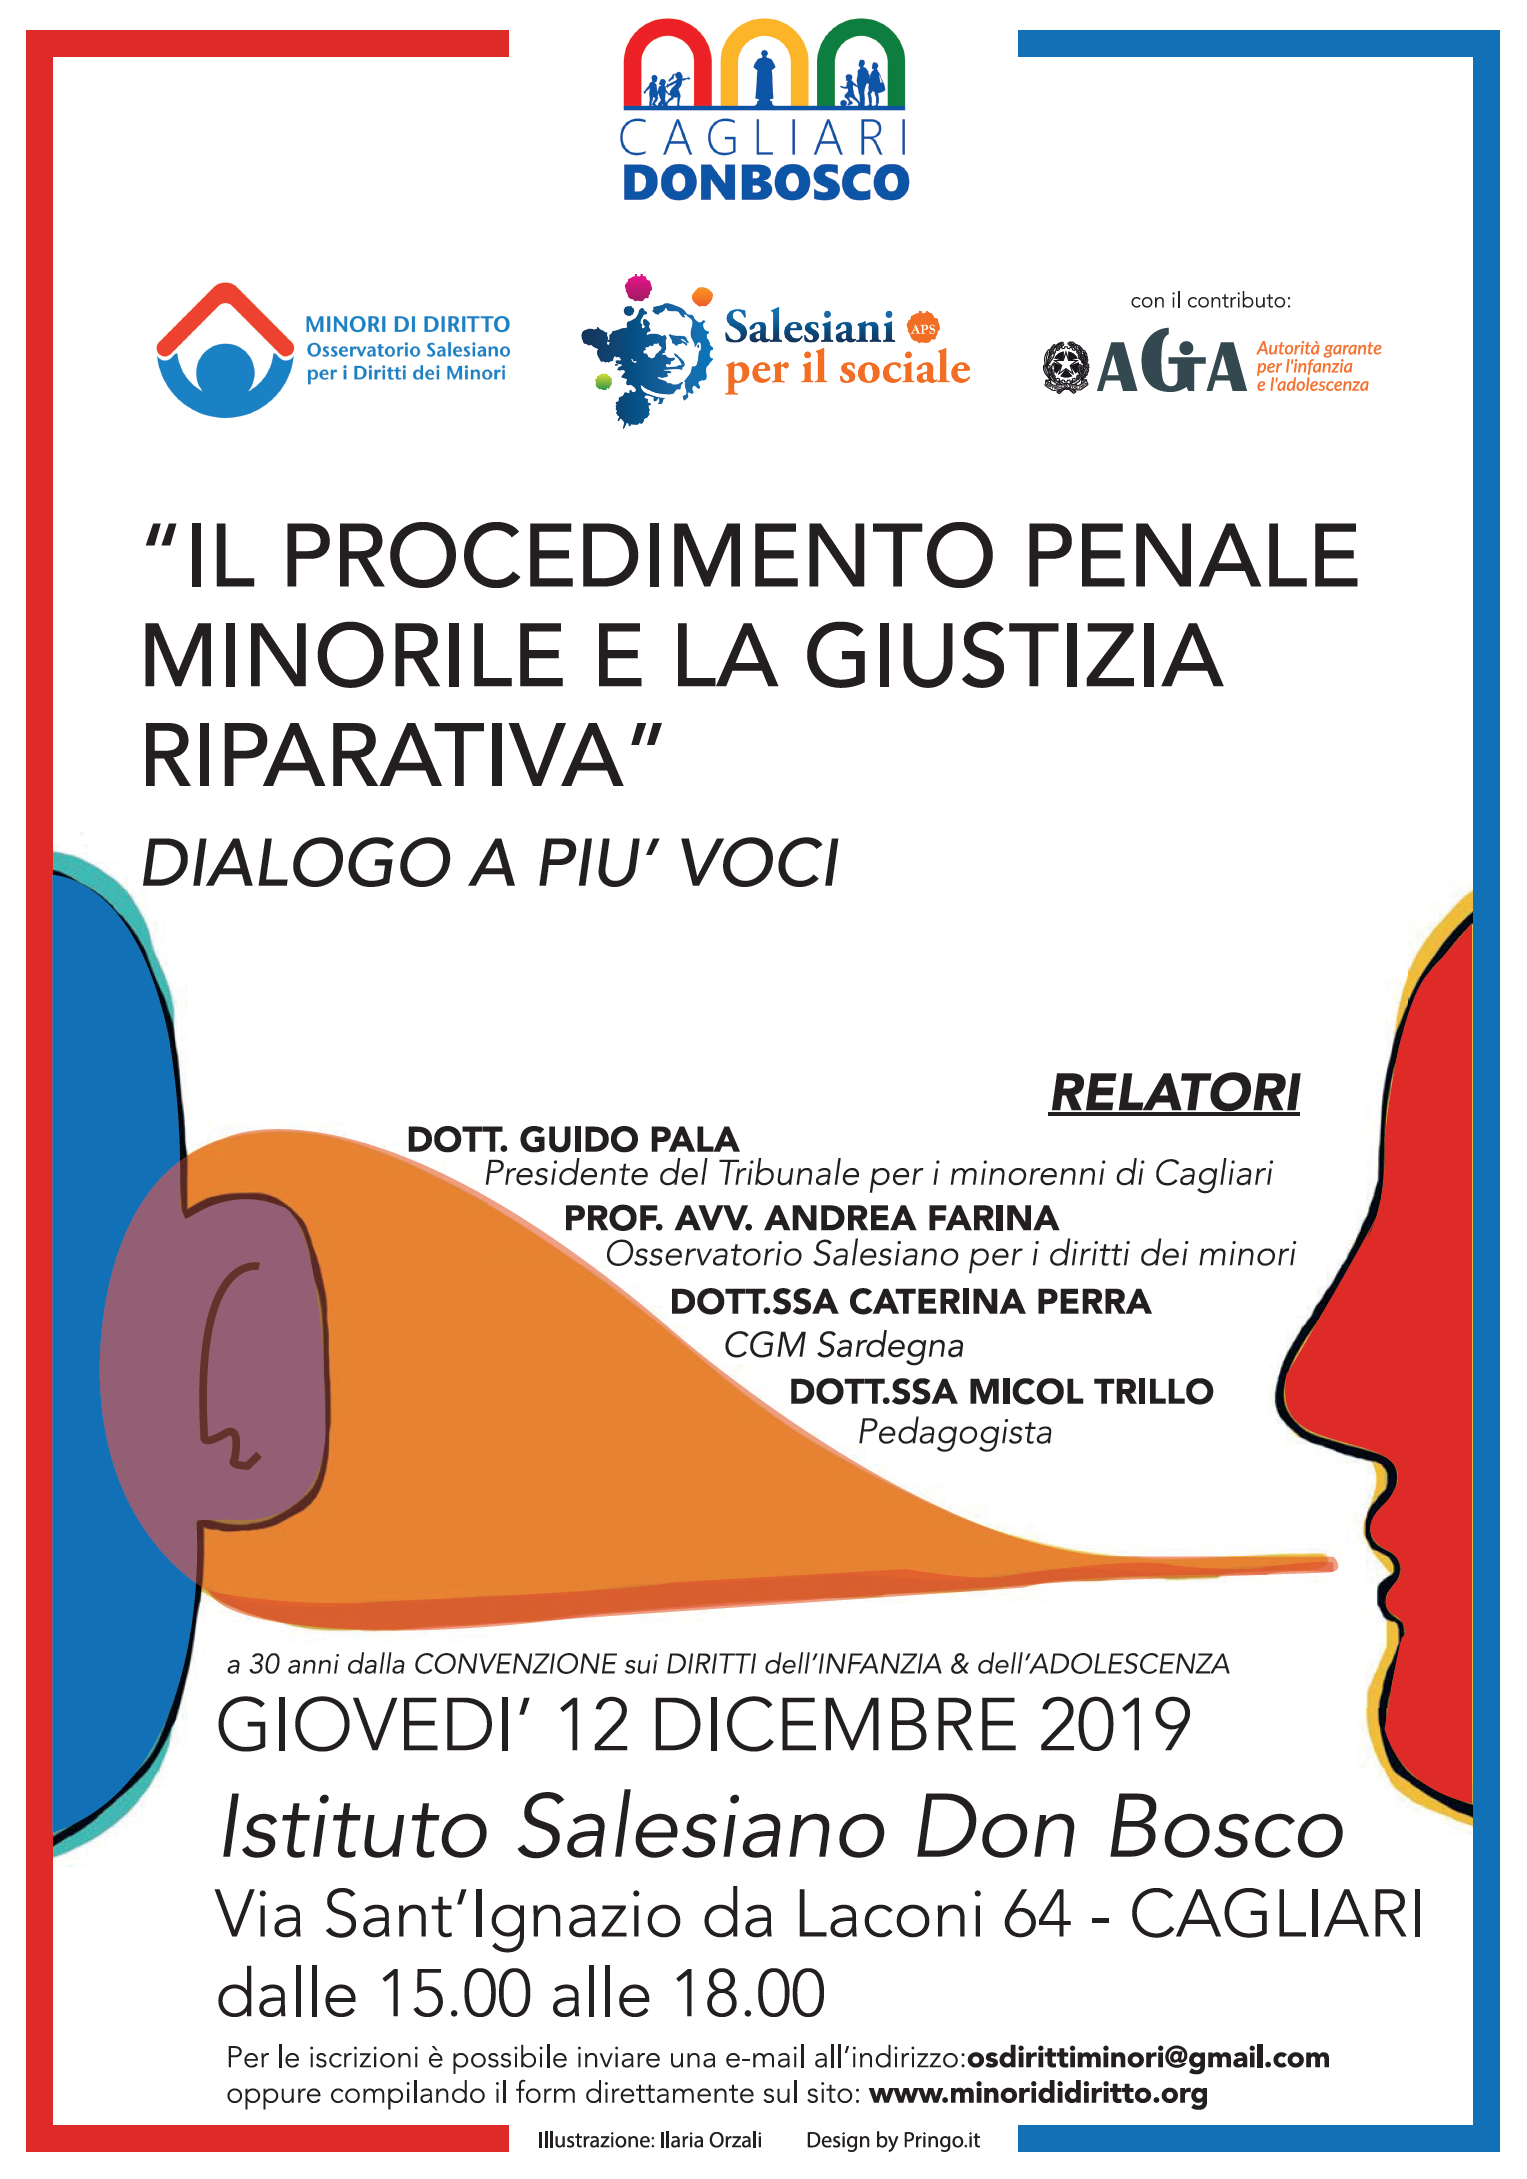 CAGLIARI
DONBOSCO
MINORI DI DIRITTO
Osservatorio Salesiano
per i Diritti dei Minori
Salesiani APS
per il sociale
con il contributo:
AGIA
Autorità garante
per l'infanzia
e l'adolescenza
“IL PROCEDIMENTO PENALE
MINORILE E LA GIUSTIZIA
RIPARATIVA”
DIALOGO A PIU’ VOCI
RELATORI
DOTT. GUIDO PALA
Presidente del Tribunale per i minorenni di Cagliari
PROF. AVV. ANDREA FARINA
Osservatorio Salesiano per i diritti dei minori
DOTT.SSA CATERINA PERRA
CGM Sardegna
DOTT.SSA MICOL TRILLO
Pedagogista
a 30 anni dalla CONVENZIONE sui DIRITTI dell’INFANZIA & dell’ADOLESCENZA
GIOVEDI’ 12 DICEMBRE 2019
Istituto Salesiano Don Bosco
Via Sant’Ignazio da Laconi 64 - CAGLIARI
dalle 15.00 alle 18.00
Per le iscrizioni è possibile inviare una e-mail all’indirizzo:osdirittiminori@gmail.com
oppure compilando il form direttamente sul sito: www.minorididiritto.org
Illustrazione: Ilaria Orzali Design by Pringo.it